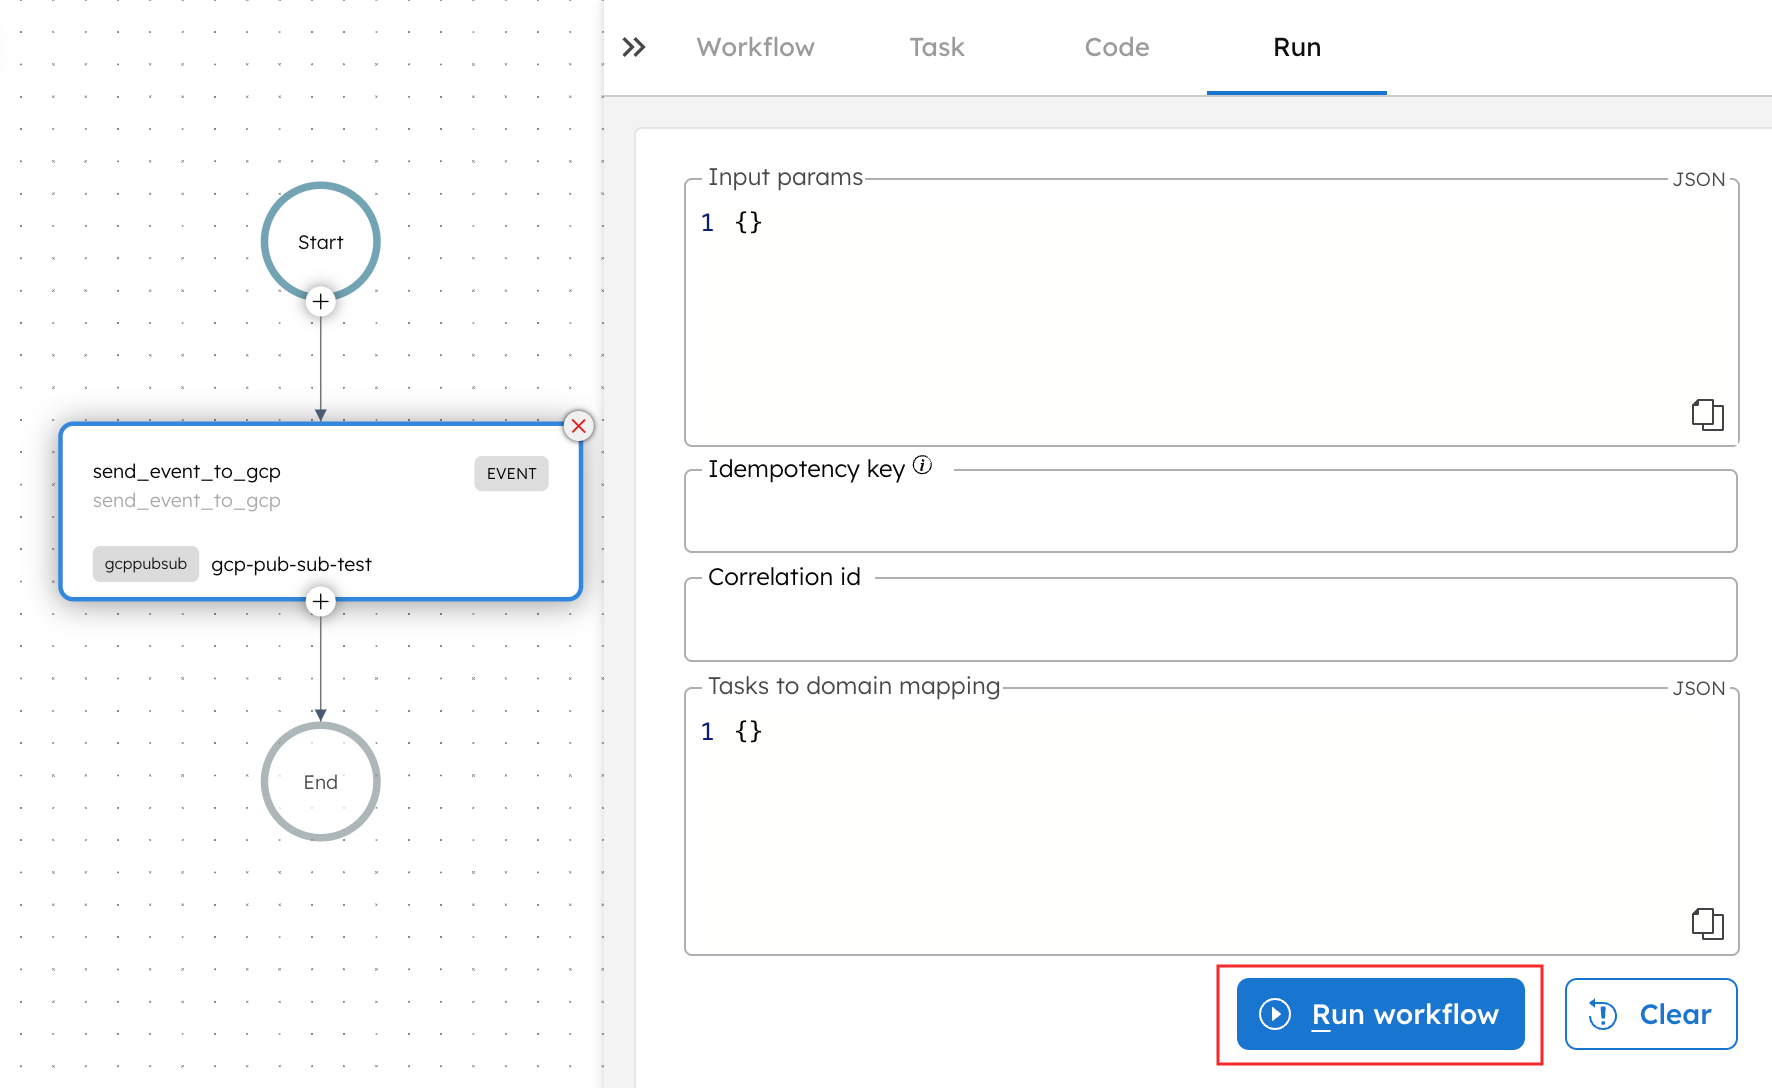 Workflow Task Code Run
Start
send_event_to_gcp EVENT
send_event_to_gcp
gcppubsub gcp-pub-sub-test
End
Input params JSON
1 {}
Idempotency key
Correlation id
Tasks to domain mapping JSON
1 {}
Run workflow Clear